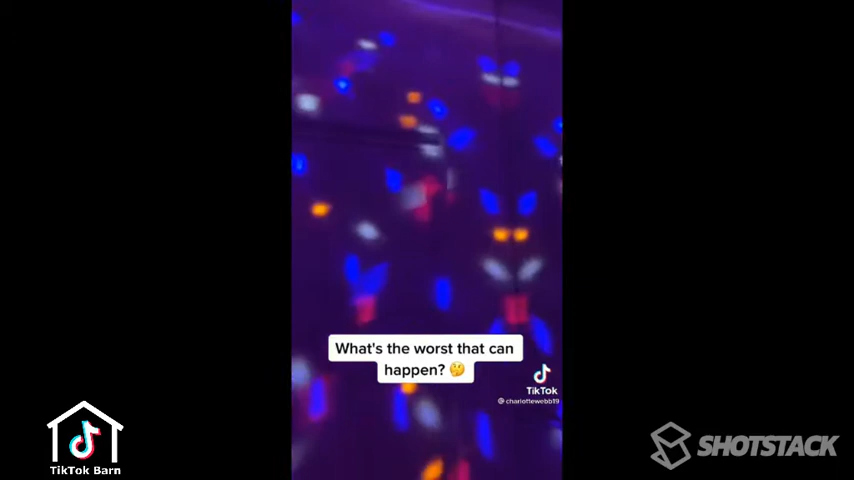 What's the worst that can
happen? 🤔
TikTok
@charlottewebb19
TikTok Barn
SHOTSTACK